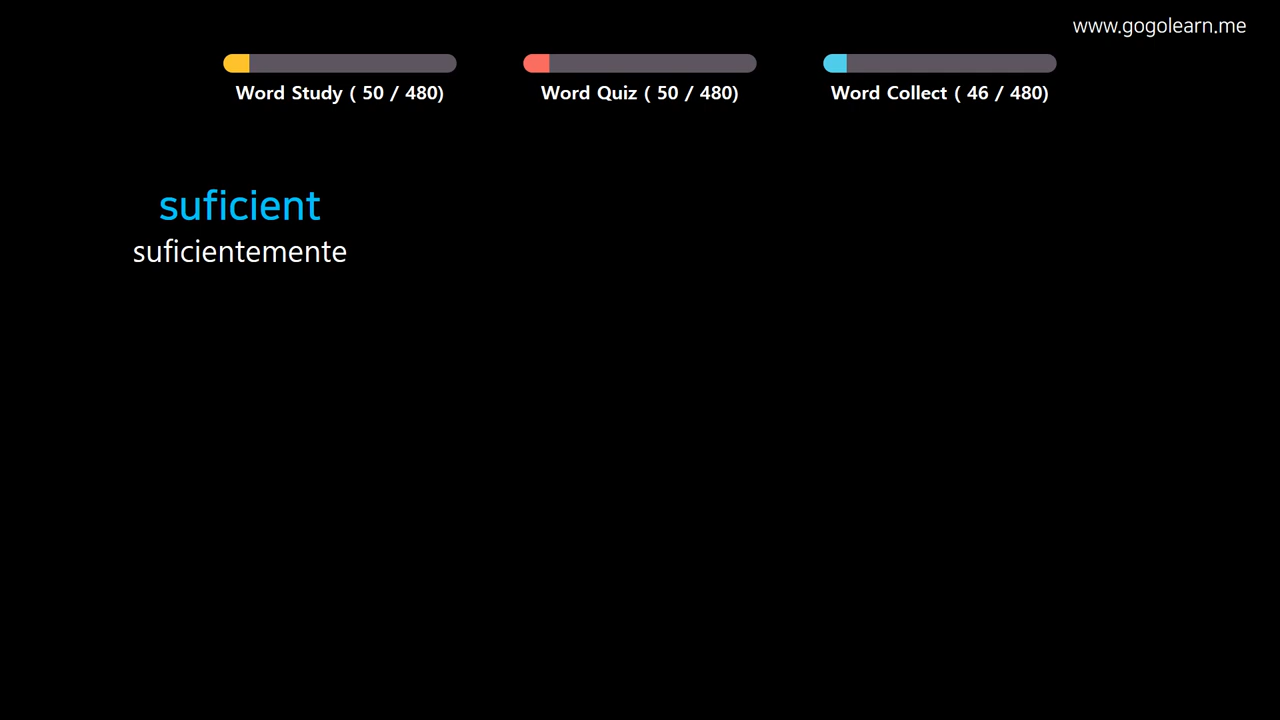 www.gogolearn.me
Word Study ( 50 / 480)
Word Quiz ( 50 / 480)
Word Collect ( 46 / 480)
suficient
suficientemente